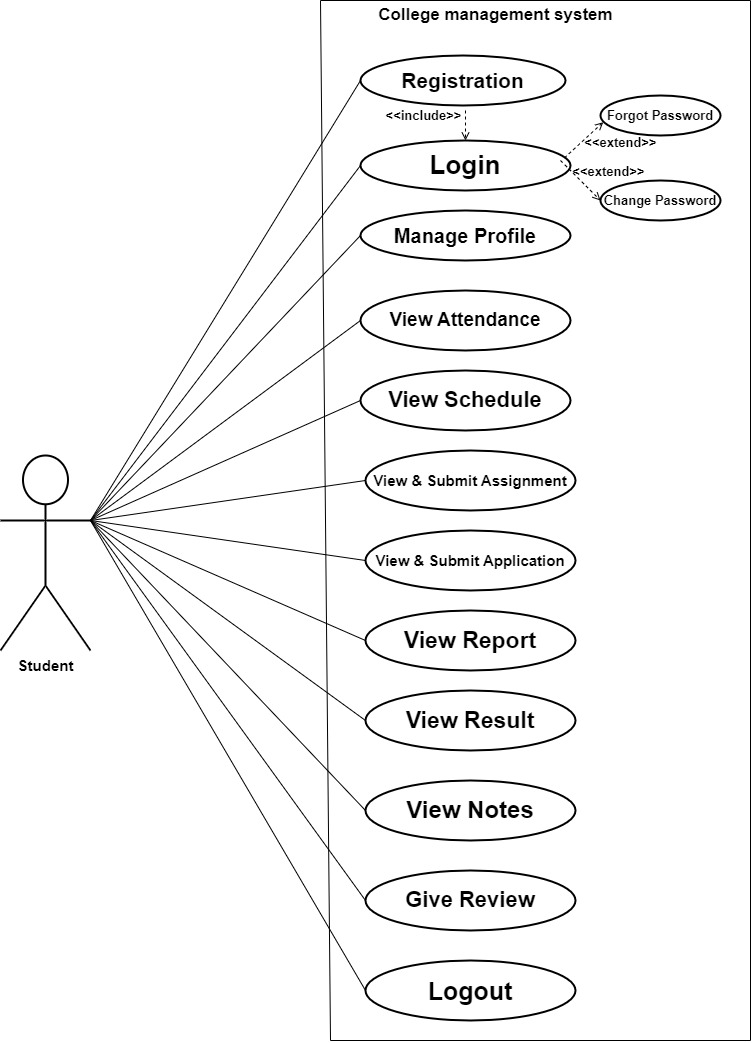 College management system
Registration
<<include>>
Forgot Password
<<extend>>
Login
<<extend>>
Change Password
Manage Profile
View Attendance
View Schedule
View & Submit Assignment
View & Submit Application
View Report
Student
View Result
View Notes
Give Review
Logout